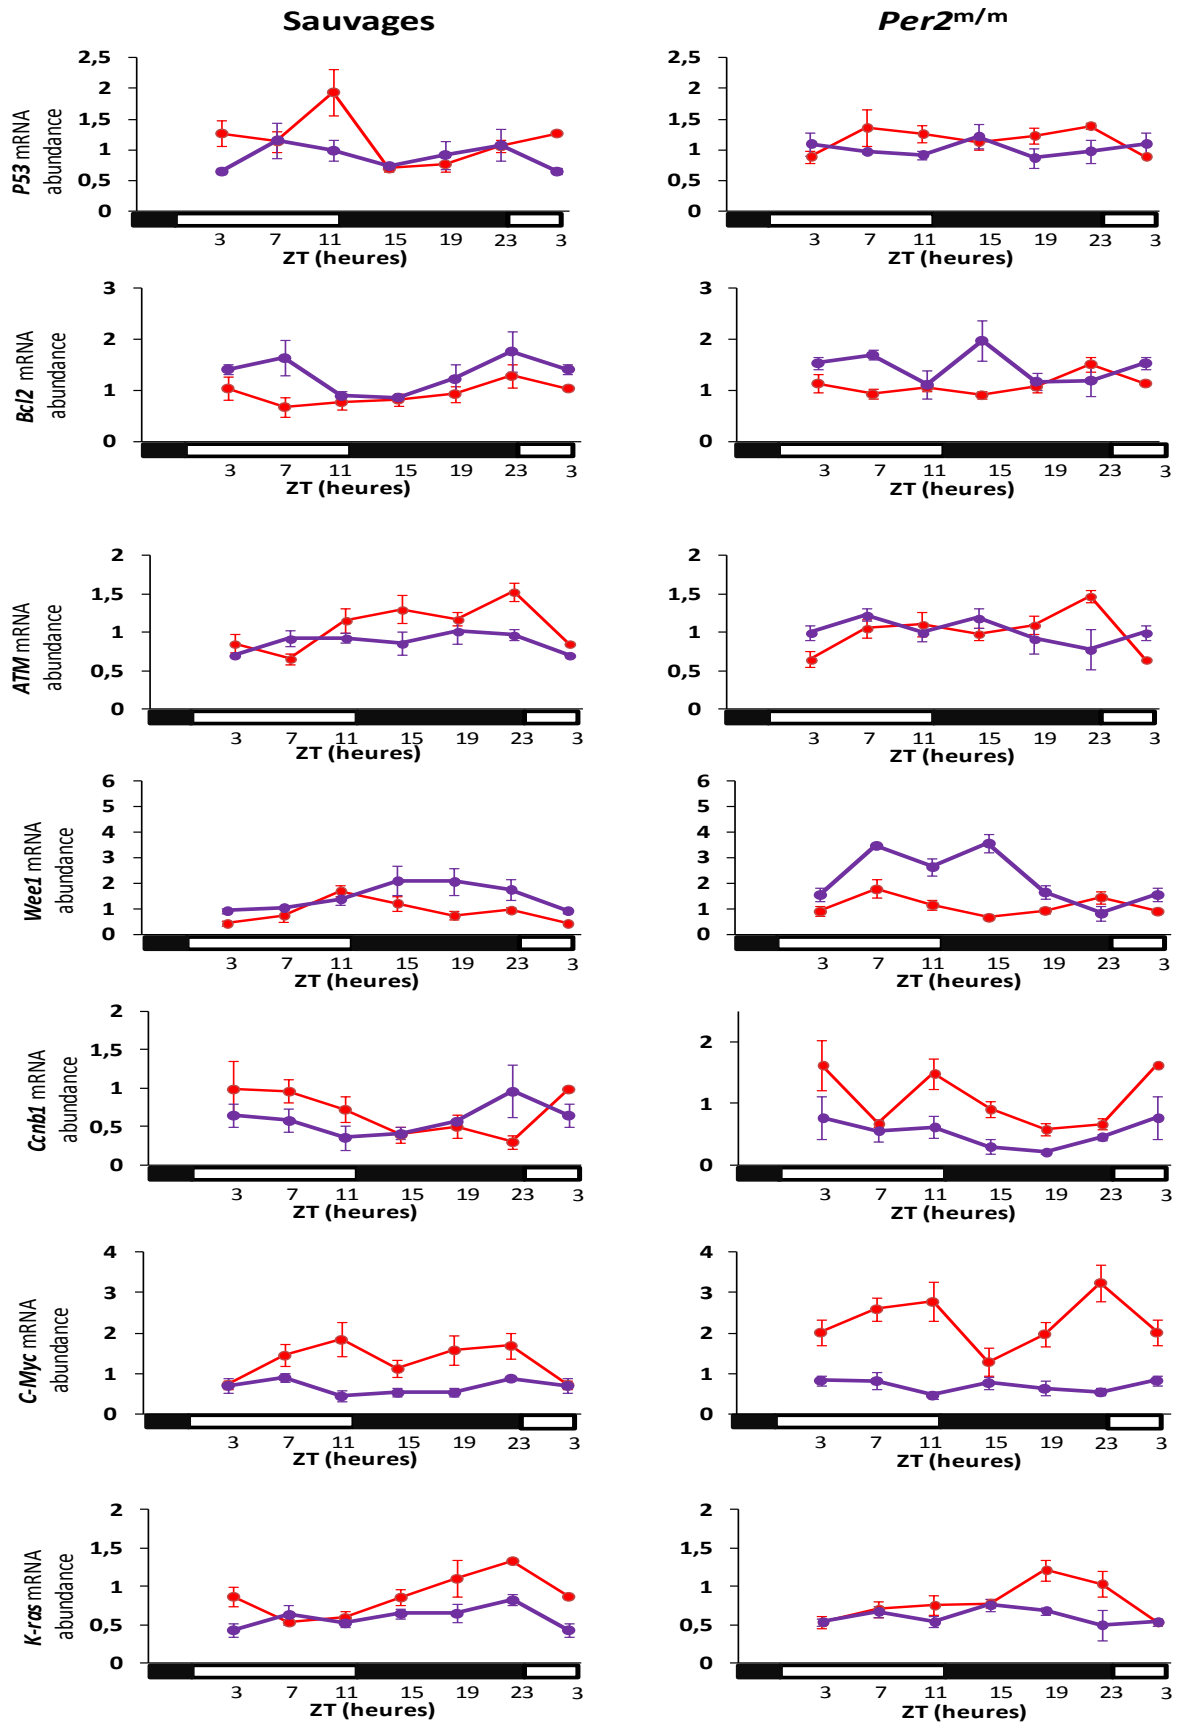 Sauvages
Per2m/m
P53 mRNA
abundance
2,5
2
1,5
1
0,5
0
3 7 11 15 19 23 3
ZT (heures)
2,5
2
1,5
1
0,5
0
3 7 11 15 19 23 3
ZT (heures)
Bcl2 mRNA
abundance
3
2
1
0
3 7 11 15 19 23 3
ZT (heures)
3
2
1
0
3 7 11 15 19 23 3
ZT (heures)
ATM mRNA
abundance
2
1,5
1
0,5
0
3 7 11 15 19 23 3
ZT (heures)
2
1,5
1
0,5
0
3 7 11 15 19 23 3
ZT (heures)
Wee1 mRNA
abundance
6
5
4
3
2
1
0
3 7 11 15 19 23 3
ZT (heures)
6
5
4
3
2
1
0
3 7 11 15 19 23 3
ZT (heures)
Ccnb1 mRNA
abundance
2
1,5
1
0,5
0
3 7 11 15 19 23 3
ZT (heures)
2
1
0
3 7 11 15 19 23 3
ZT (heures)
C-Myc mRNA
abundance
4
3
2
1
0
3 7 11 15 19 23 3
ZT (heures)
4
3
2
1
0
3 7 11 15 19 23 3
ZT (heures)
K-ras mRNA
abundance
2
1,5
1
0,5
0
3 7 11 15 19 23 3
ZT (heures)
2
1,5
1
0,5
0
3 7 11 15 19 23 3
ZT (heures)